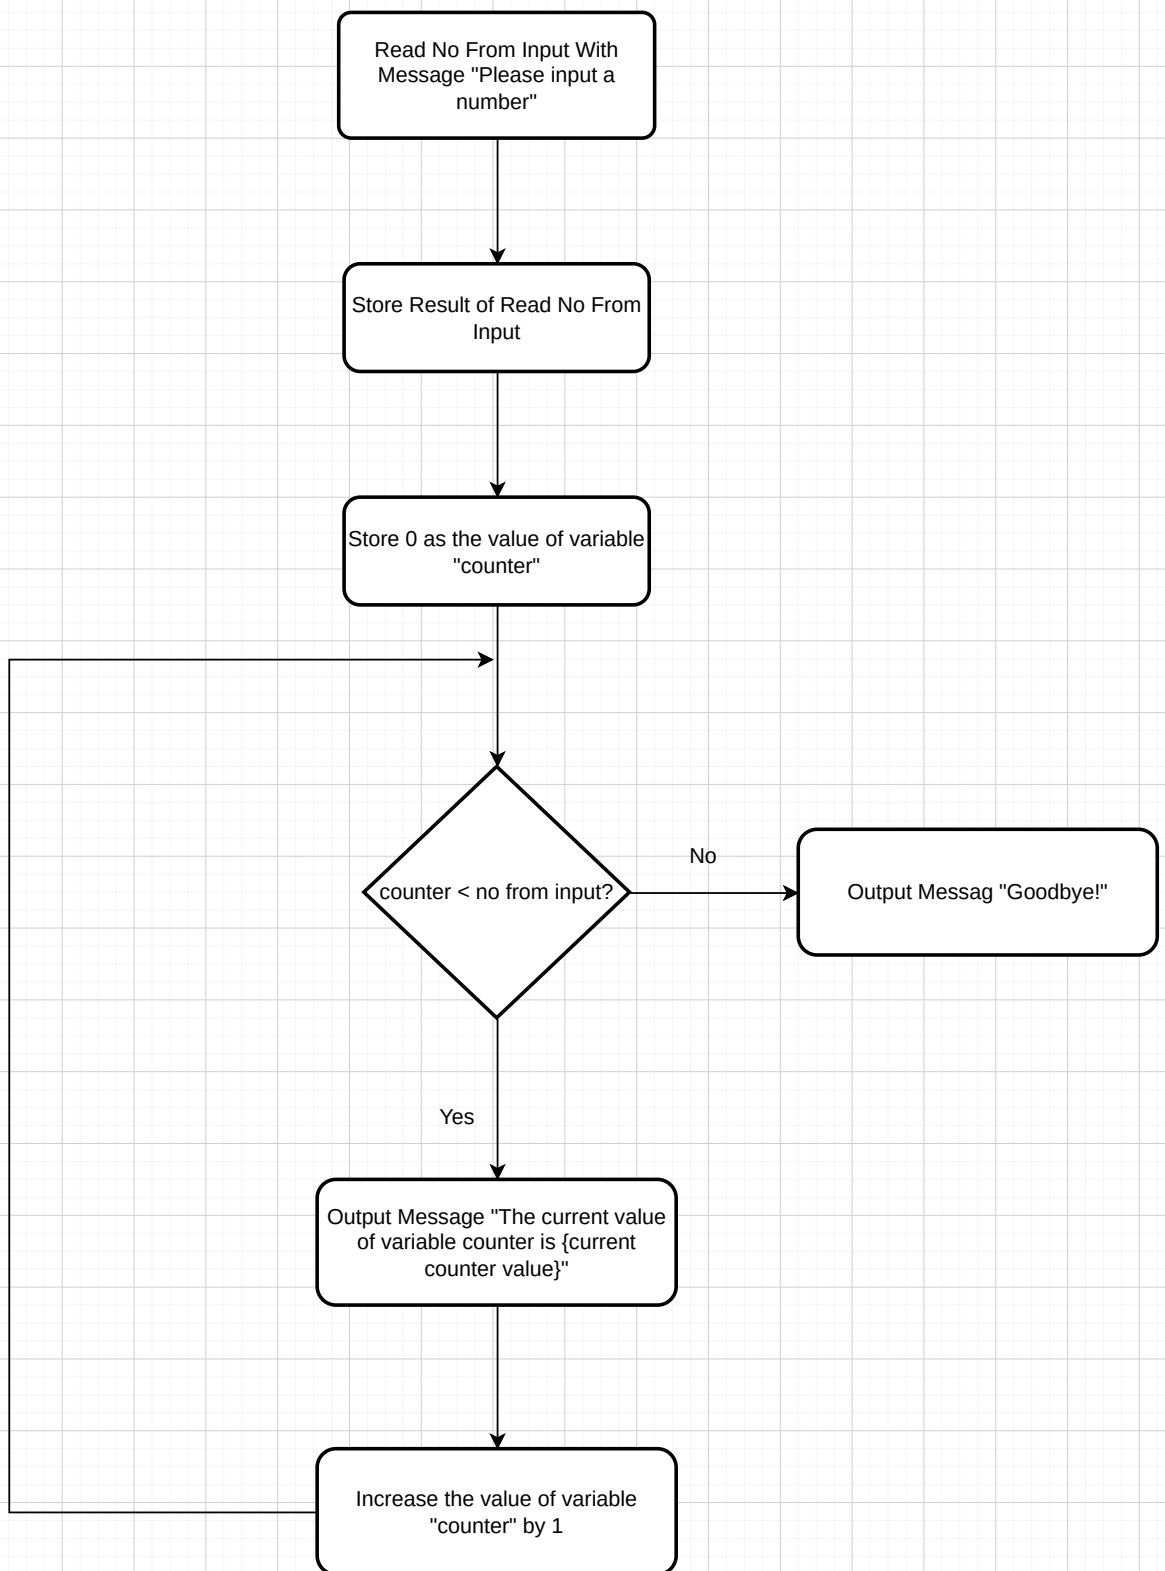 Read No From Input With
Message "Please input a
number"
Store Result of Read No From
Input
Store 0 as the value of variable
"counter"
counter < no from input?
No
Output Messag "Goodbye!"
Yes
Output Message "The current value
of variable counter is {current
counter value}"
Increase the value of variable
"counter" by 1